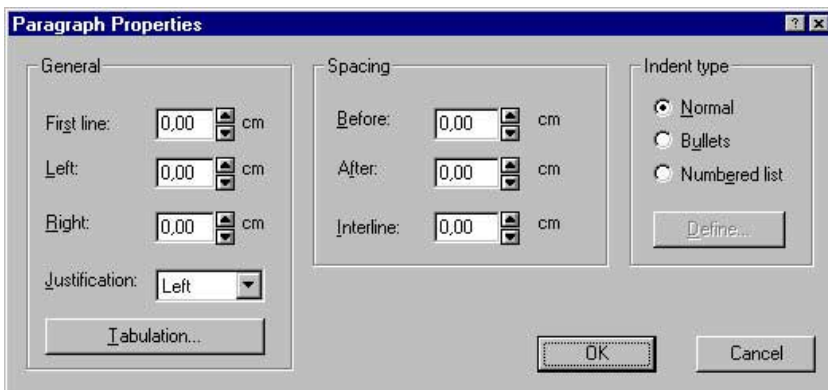 Paragraph Properties
General
First line: 0,00 cm
Left: 0,00 cm
Right: 0,00 cm
Justification: Left
Tabulation...
Spacing
Before: 0,00 cm
After: 0,00 cm
Interline: 0,00 cm
Indent type
Normal
Bullets
Numbered list
Define...
OK
Cancel